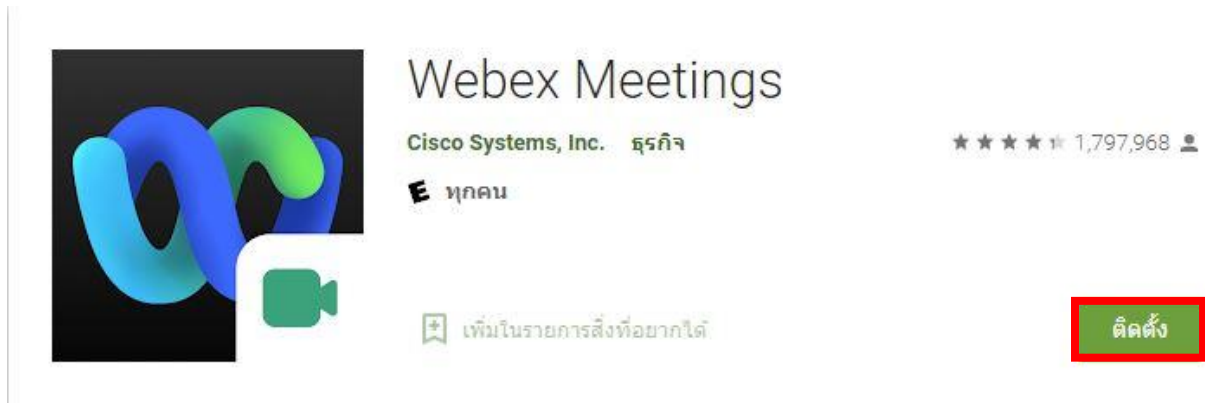 Webex Meetings
Cisco Systems, Inc. ธุรกิจ
1,797,968
E ทุกคน
เพิ่มในรายการสิ่งที่อยากได้
ติดตั้ง